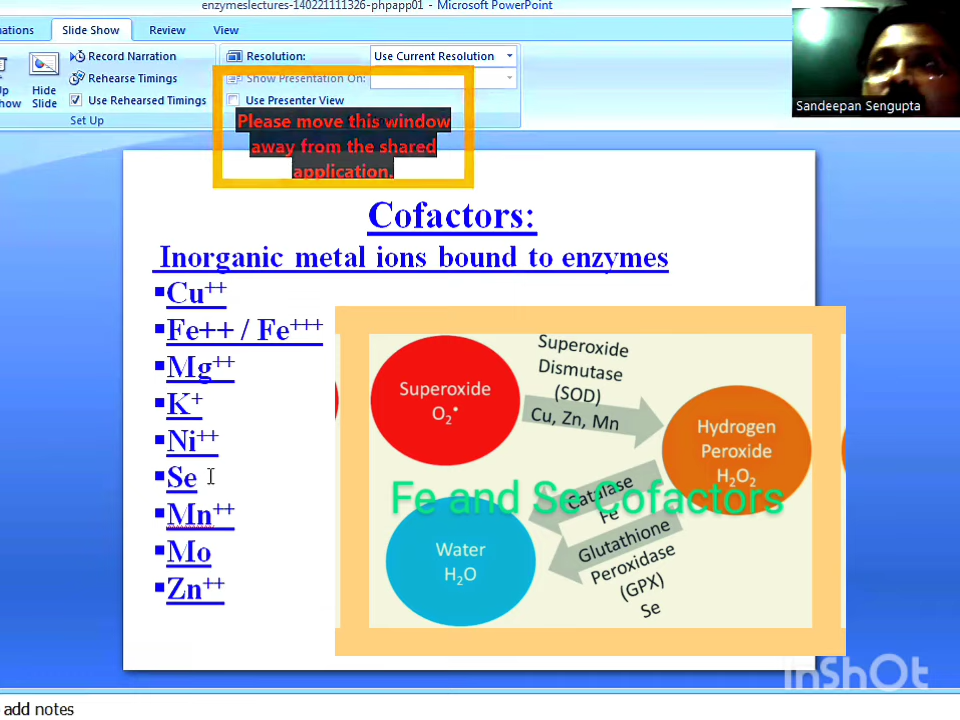 enzymeslectures-140221111326-phpapp01 - Microsoft PowerPoint
Slide Show
Review
View
Record Narration
Rehearse Timings
Use Rehearsed Timings
Hide
Slide
Set Up
Resolution:
Use Current Resolution
Show Presentation On:
Use Presenter View
Please move this window
away from the shared
application.
Sandeepan Sengupta
Cofactors:
Inorganic metal ions bound to enzymes
Cu++
Fe++ / Fe+++
Mg++
K+
Ni++
Se
Mn++
Mo
Zn++
Superoxide
O₂•
Superoxide
Dismutase
(SOD)
Cu, Zn, Mn
Hydrogen
Peroxide
H₂O₂
Fe and Se Cofactors
Catalase
Fe
Glutathione
Peroxidase
(GPX)
Se
Water
H₂O
InShOt
add notes